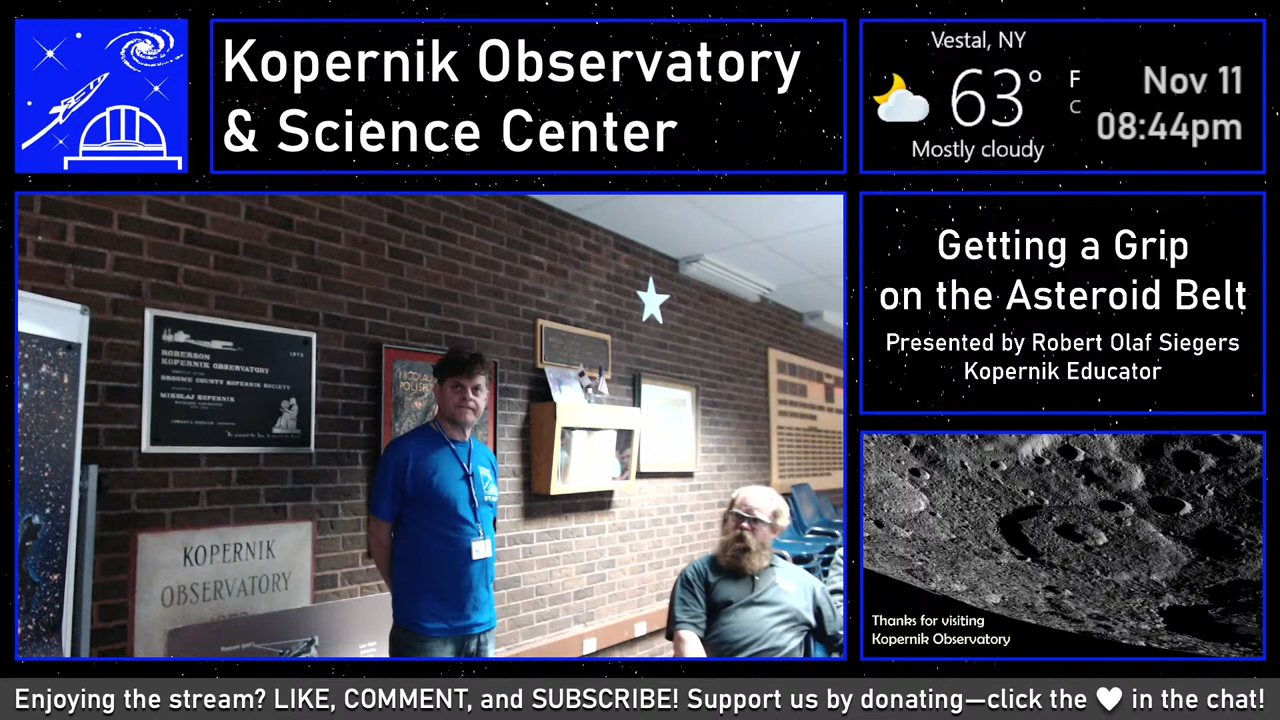 Kopernik Observatory
& Science Center
Vestal, NY
63°
F
C
Mostly cloudy
Nov 11
08:44pm
Getting a Grip
on the Asteroid Belt
Presented by Robert Olaf Siegers
Kopernik Educator
ROBERSON
1973
KOPERNIK OBSERVATORY
BROOME COUNTY KOPERNIK SOCIETY
MIKOLAJ KOPERNIK
NICOLAU
POLISH
KOPERNIK
OBSERVATORY
Thanks for visiting
Kopernik Observatory
Enjoying the stream? LIKE, COMMENT, and SUBSCRIBE! Support us by donating—click the ♥ in the chat!